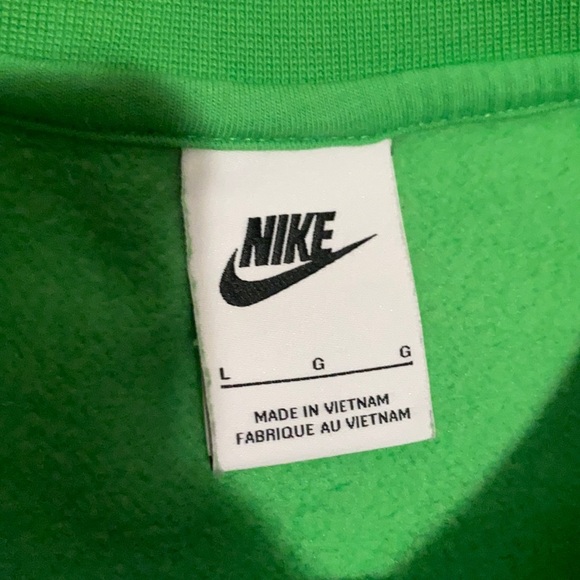 NIKE
L G G
MADE IN VIETNAM
FABRIQUE AU VIETNAM